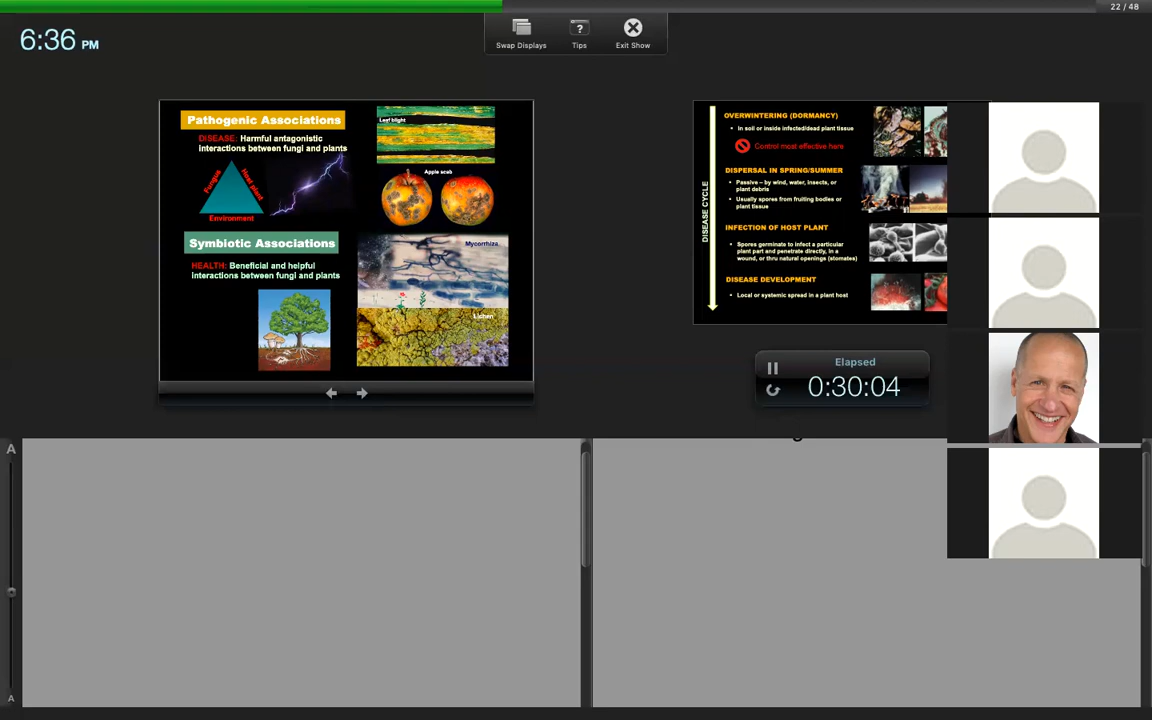 22 / 48
6:36 PM
Swap Displays
Tips
Exit Show
Pathogenic Associations
DISEASE: Harmful antagonistic
interactions between fungi and plants
Fungus
Host plant
Environment
Leaf blight
Apple scab
Symbiotic Associations
HEALTH: Beneficial and helpful
interactions between fungi and plants
Mycorrhiza
Lichen
DISEASE CYCLE
OVERWINTERING (DORMANCY)
• In soil or inside infected/dead plant tissue
Control most effective here
DISPERSAL IN SPRING/SUMMER
• Passive – by wind, water, insects, or
plant debris
• Usually spores from fruiting bodies or
plant tissue
INFECTION OF HOST PLANT
• Spores germinate to infect a particular
plant part and penetrate directly, in a
wound, or thru natural openings (stomates)
DISEASE DEVELOPMENT
• Local or systemic spread in a plant host
Elapsed
0:30:04
A
A